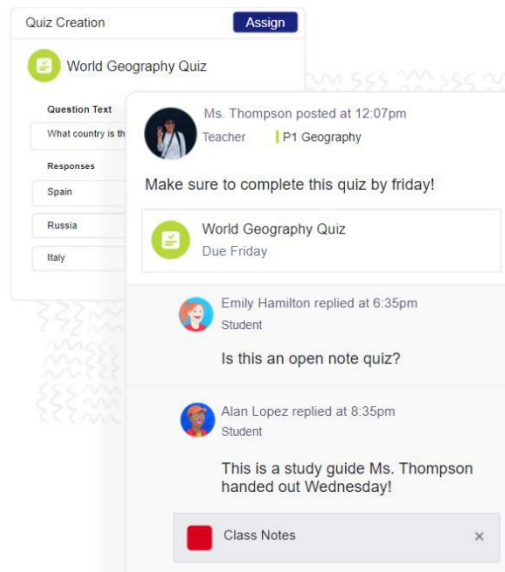 Quiz Creation
Assign
World Geography Quiz
Question Text
What country is th
Responses
Spain
Russia
Italy
Ms. Thompson posted at 12:07pm
Teacher
P1 Geography
Make sure to complete this quiz by friday!
World Geography Quiz
Due Friday
Emily Hamilton replied at 6:35pm
Student
Is this an open note quiz?
Alan Lopez replied at 8:35pm
Student
This is a study guide Ms. Thompson
handed out Wednesday!
Class Notes
×